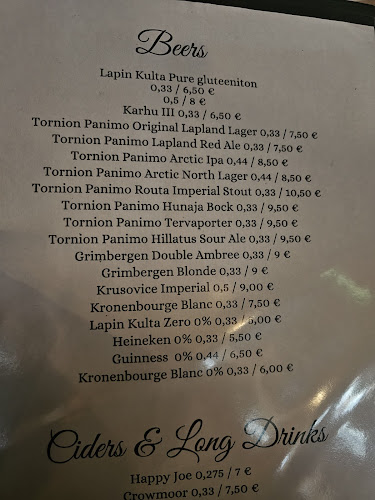 Beers
Lapin Kulta Pure gluteeniton
0,33 / 6,50 €
0,5 / 8 €
Karhu III 0,33 / 6,50 €
Tornion Panimo Original Lapland Lager 0,33 / 7,50 €
Tornion Panimo Lapland Red Ale 0,33 / 7,50 €
Tornion Panimo Arctic Ipa 0,44 / 8,50 €
Tornion Panimo Arctic North Lager 0,44 / 8,50 €
Tornion Panimo Routa Imperial Stout 0,33 / 10,50 €
Tornion Panimo Hunaja Bock 0,33 / 9,50 €
Tornion Panimo Tervaporter 0,33 / 9,50 €
Tornion Panimo Hillatus Sour Ale 0,33 / 9,50 €
Grimbergen Double Ambree 0,33 / 9 €
Grimbergen Blonde 0,33 / 9 €
Krusovice Imperial 0,5 / 9,00 €
Kronenbourge Blanc 0,33 / 7,50 €
Lapin Kulta Zero 0% 0,33 / 5,00 €
Heineken 0% 0,33 / 5,50 €
Guinness 0% 0,44 / 6,50 €
Kronenbourge Blanc 0% 0,33 / 6,00 €
Ciders & Long Drinks
Happy Joe 0,275 / 7 €
Crowmoor 0,33 / 7,50 €